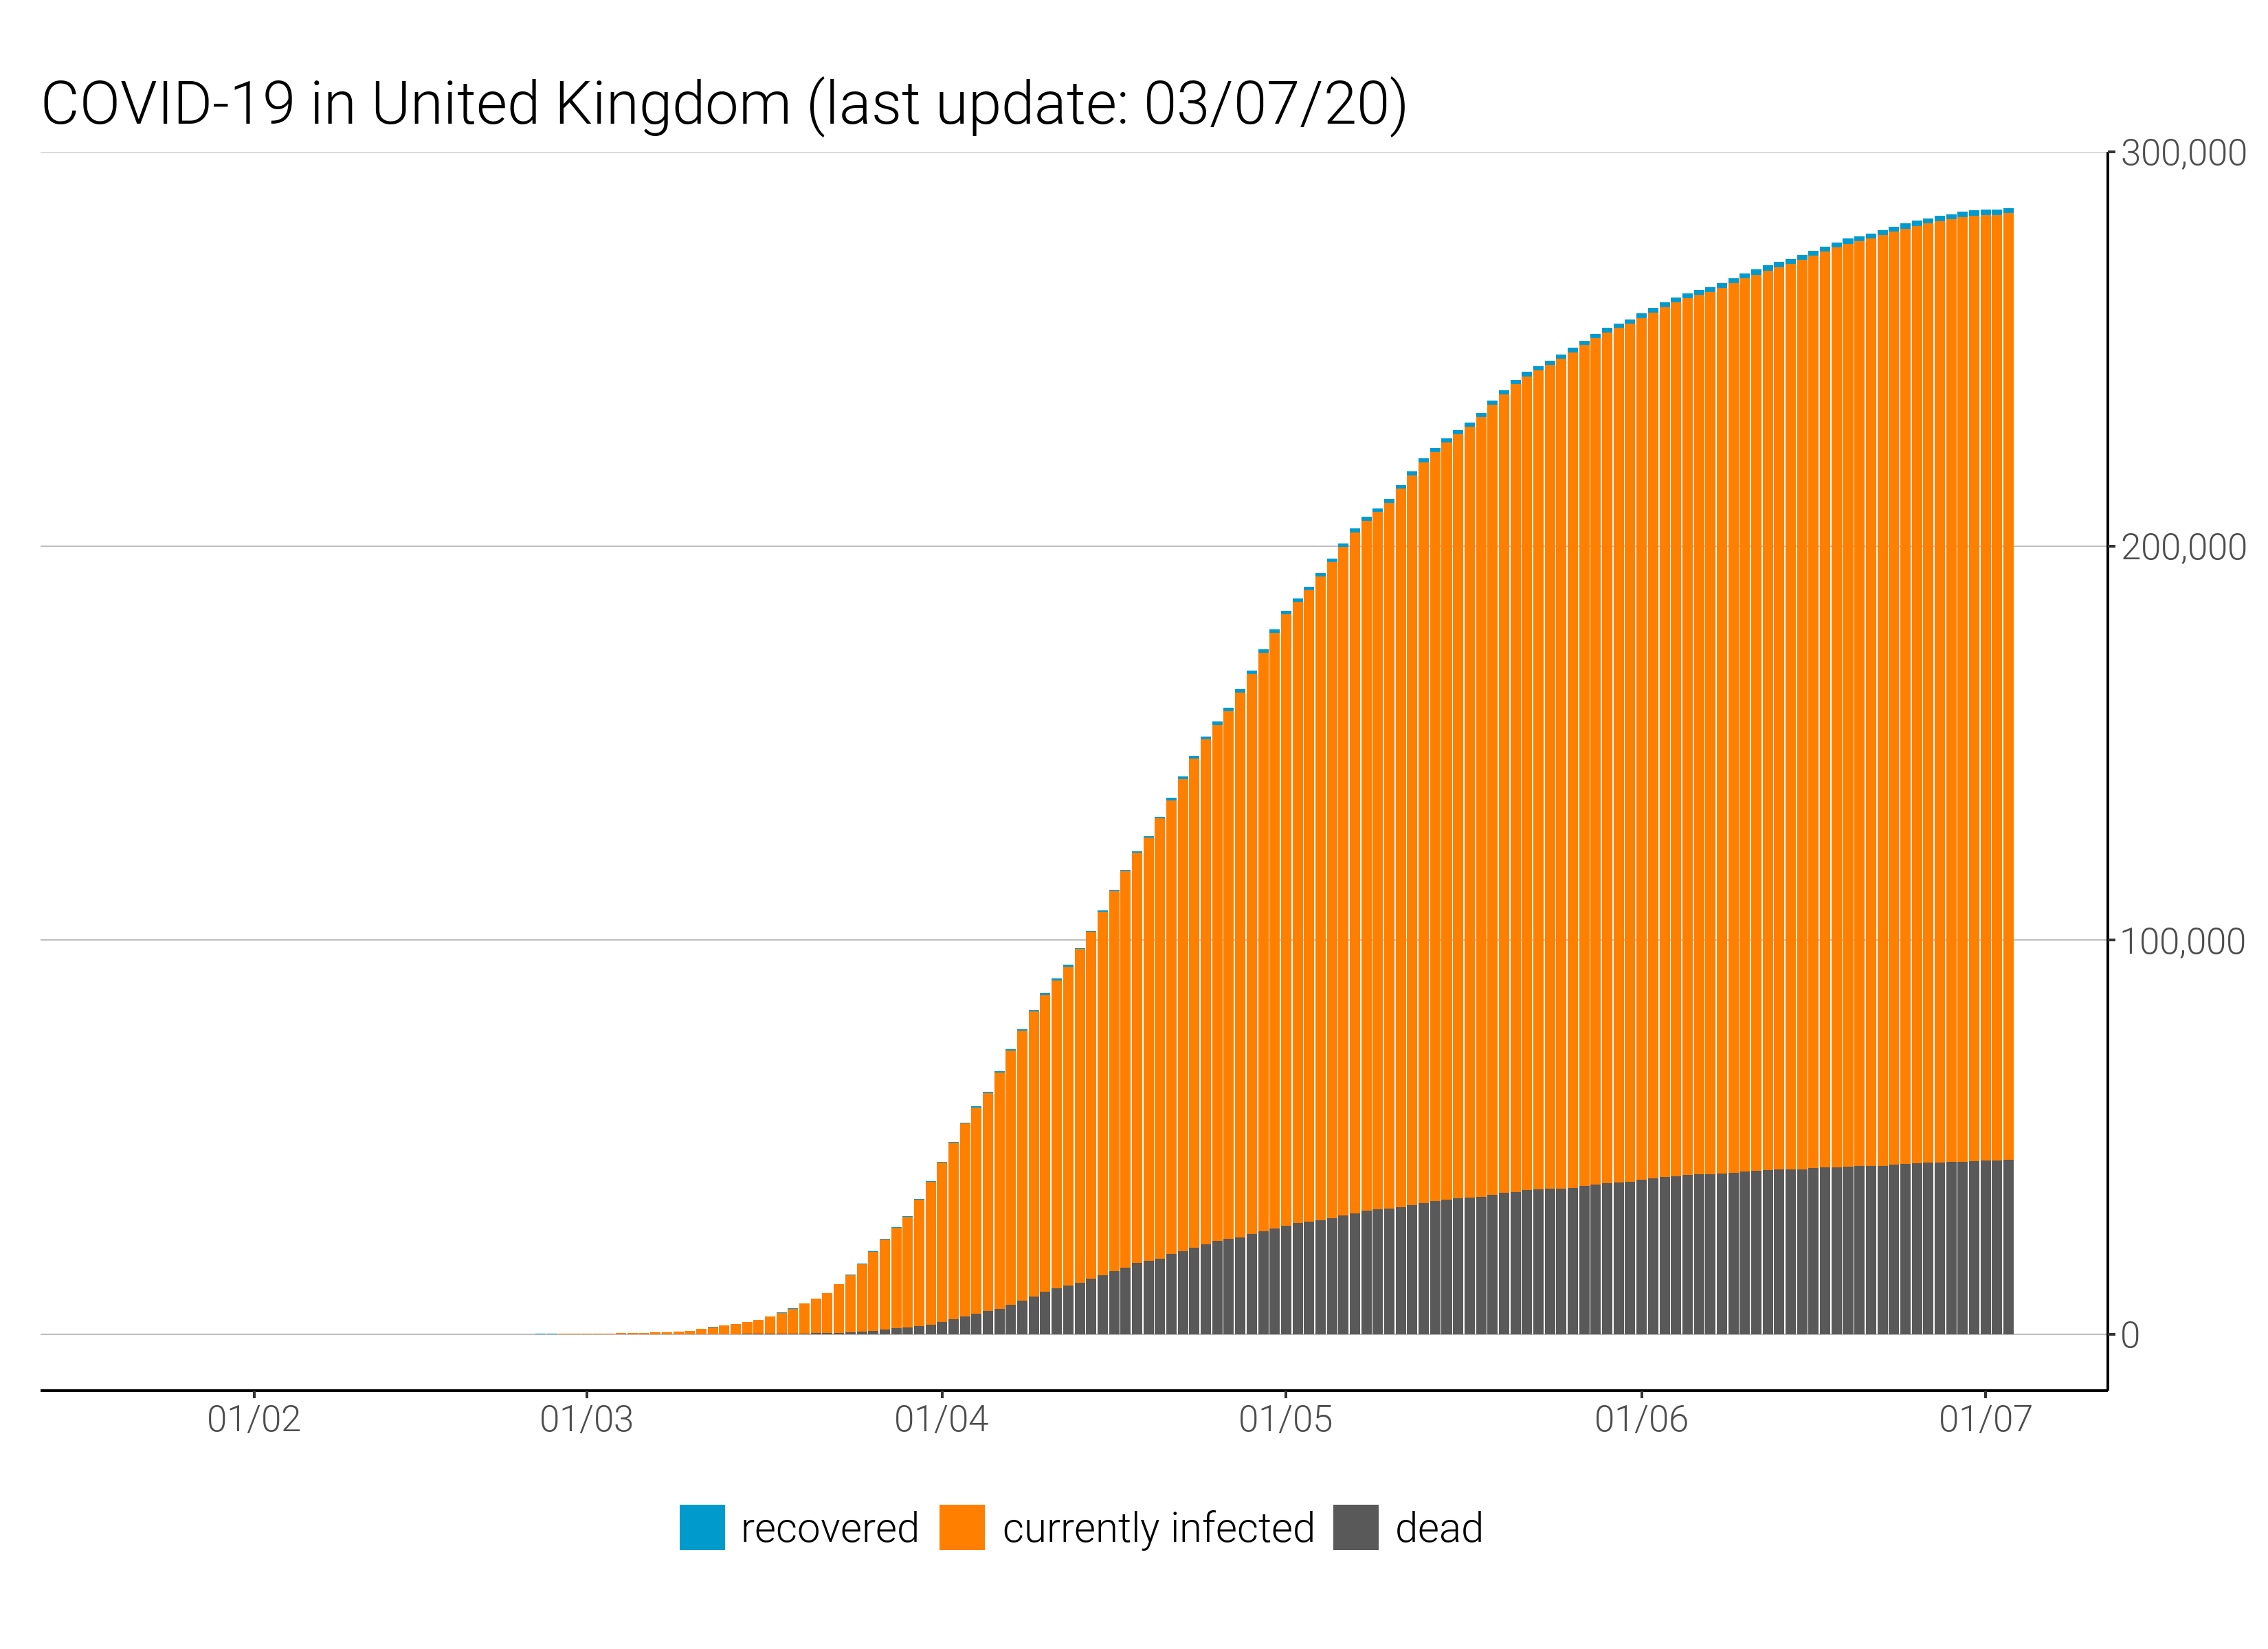 COVID-19 in United Kingdom (last update: 03/07/20)
300,000
200,000
100,000
0
01/02 01/03 01/04 01/05 01/06 01/07
recovered currently infected dead